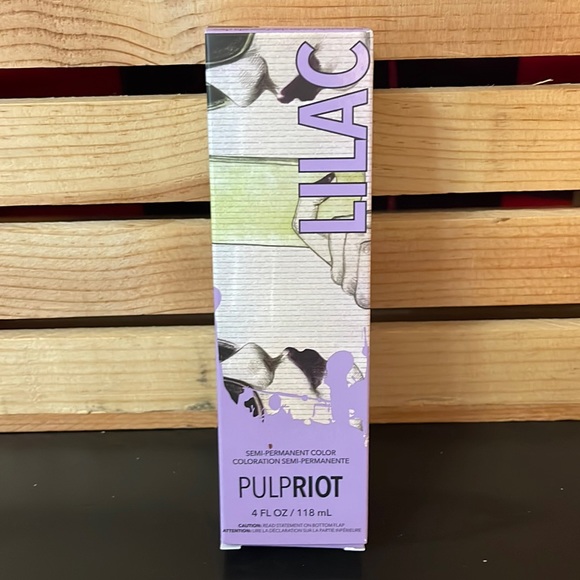 LILAC
SEMI-PERMANENT COLOR
COLORATION SEMI-PERMANENTE
PULPRIOT
4 FL OZ / 118 mL
CAUTION: READ STATEMENT ON BOTTOM FLAP
ATTENTION: LIRE LA DÉCLARATION SUR LA PARTIE INFÉRIEURE